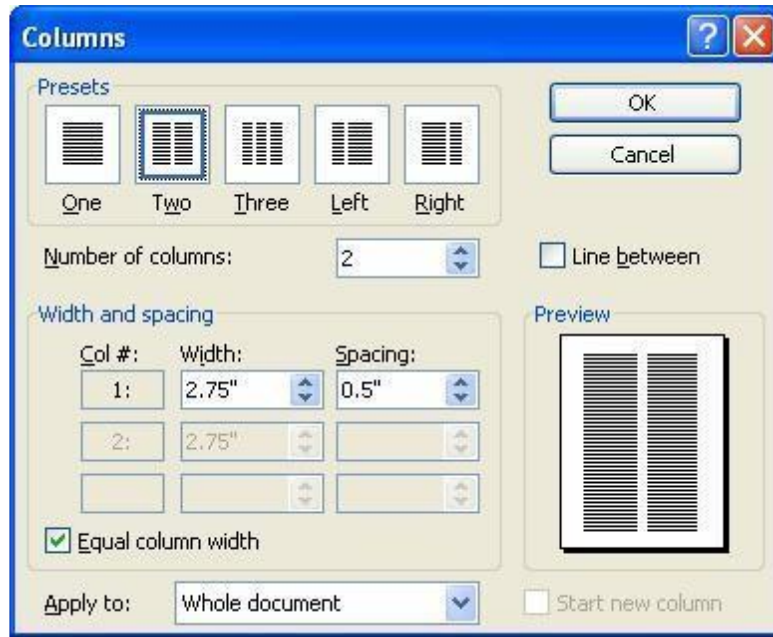 Columns
Presets
One Two Three Left Right
OK
Cancel
Number of columns: 2
Line between
Width and spacing
Col #: Width: Spacing:
1: 2.75" 0.5"
2: 2.75"
Equal column width
Preview
Apply to: Whole document
Start new column